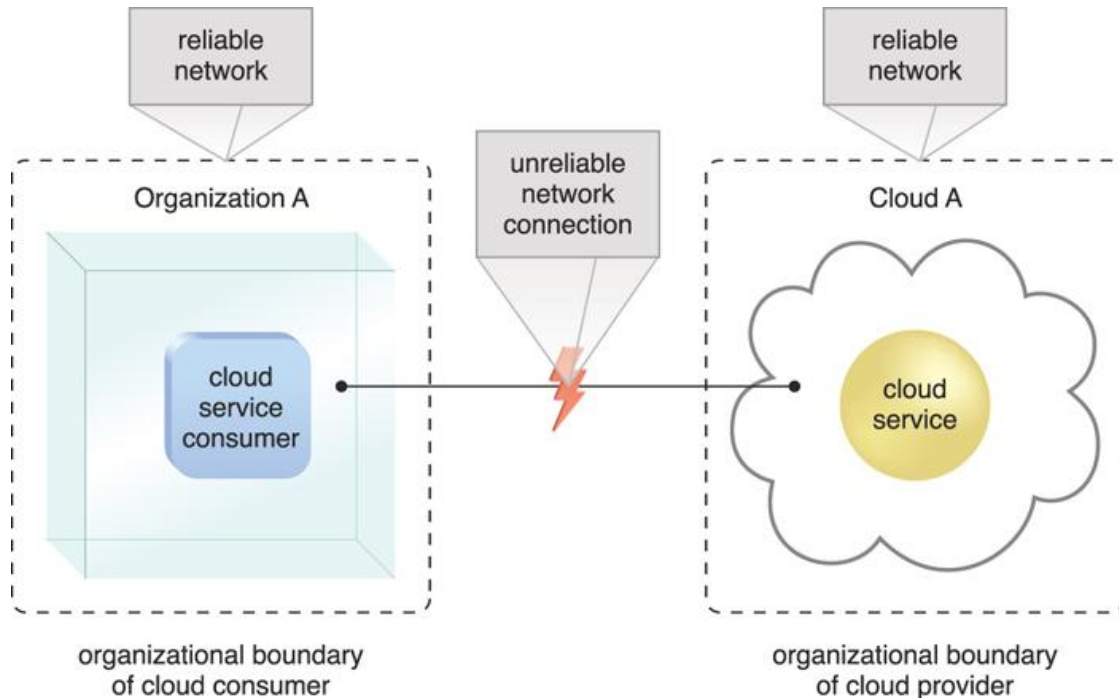 reliable
network
reliable
network
unreliable
network
connection
Organization A
Cloud A
cloud
service
consumer
cloud
service
organizational boundary
of cloud consumer
organizational boundary
of cloud provider